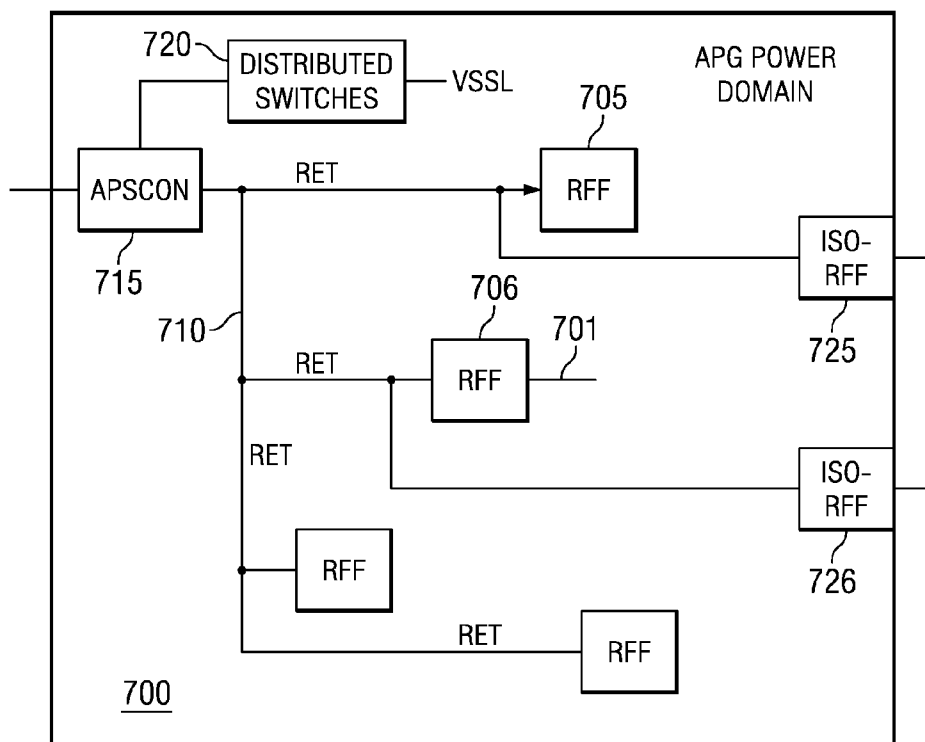 720
DISTRIBUTED
SWITCHES
VSSL
APG POWER
DOMAIN
705
APSCON
RET
RFF
715
ISO-
RFF
725
706
710
701
RET
RFF
RET
ISO-
RFF
726
RFF
RET
RFF
700